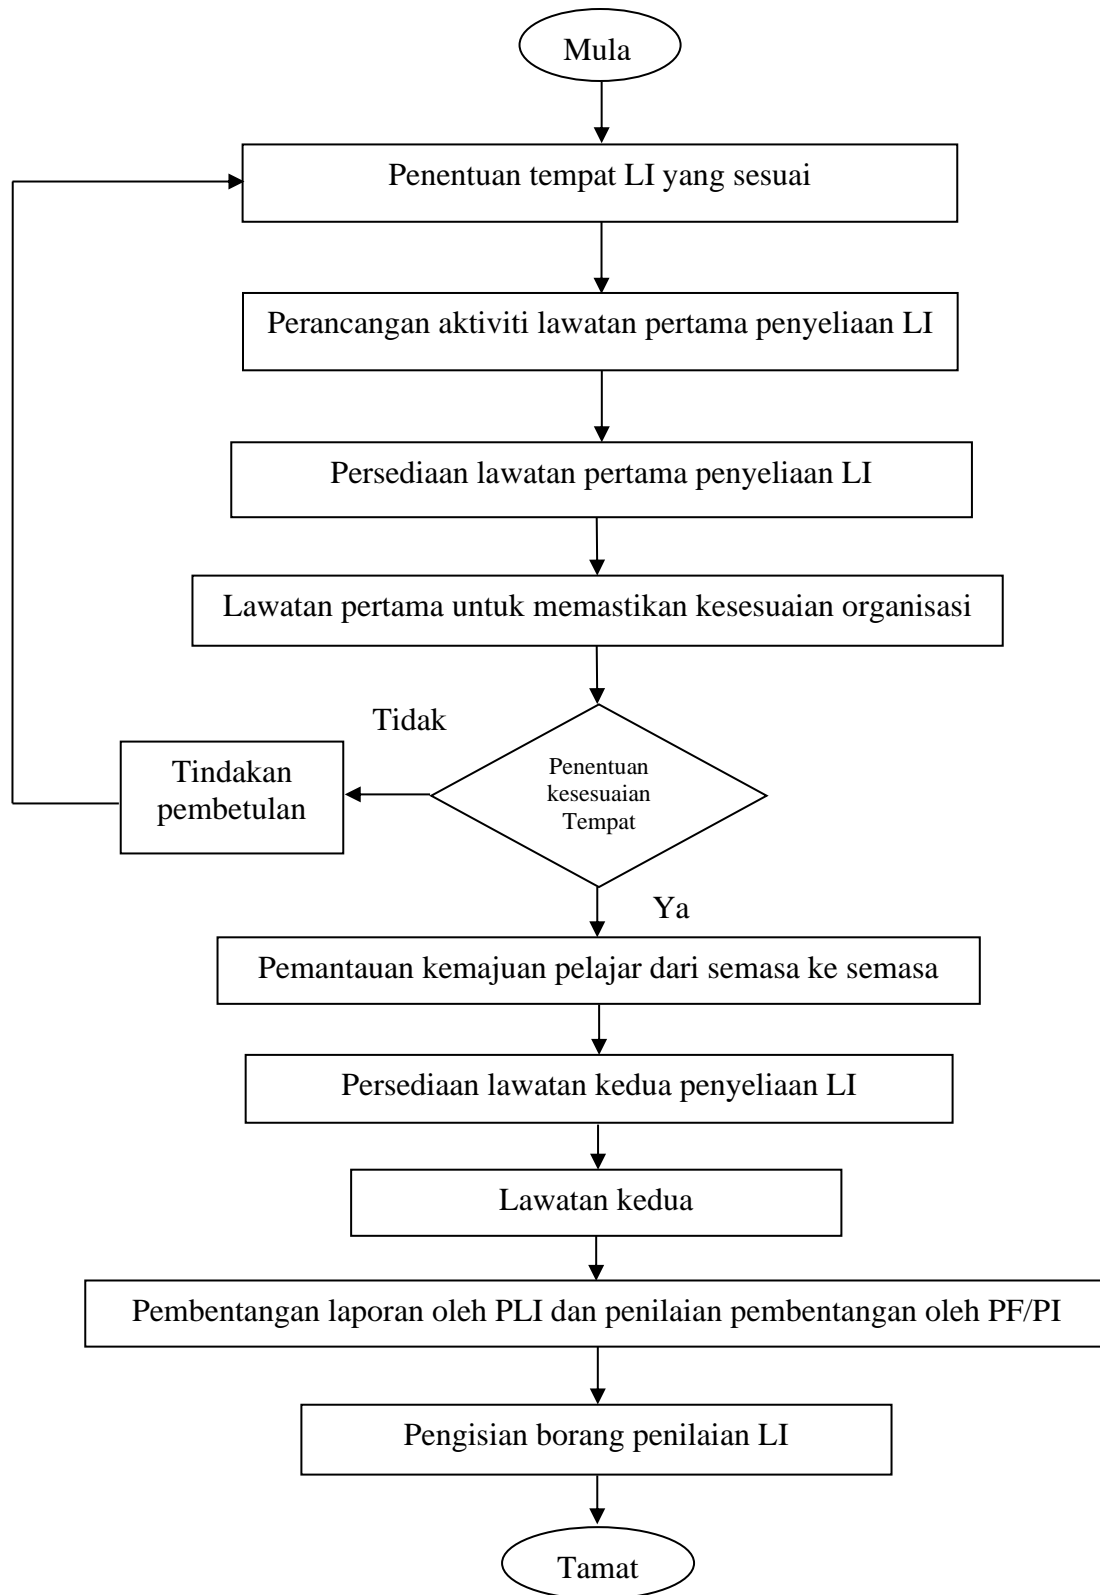 Mula
Penentuan tempat LI yang sesuai
Perancangan aktiviti lawatan pertama penyeliaan LI
Persediaan lawatan pertama penyeliaan LI
Lawatan pertama untuk memastikan kesesuaian organisasi
Tidak
Tindakan
pembetulan
Penentuan
kesesuaian
Tempat
Ya
Pemantauan kemajuan pelajar dari semasa ke semasa
Persediaan lawatan kedua penyeliaan LI
Lawatan kedua
Pembentangan laporan oleh PLI dan penilaian pembentangan oleh PF/PI
Pengisian borang penilaian LI
Tamat